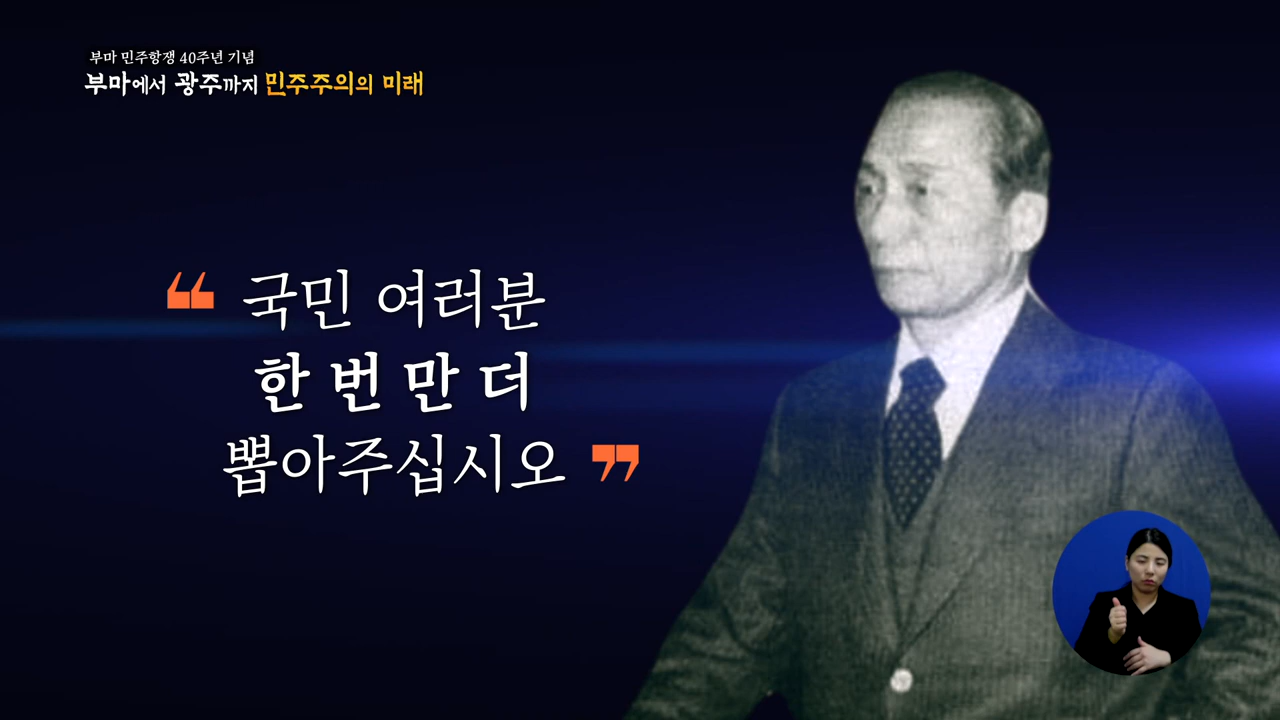 부마 민주항쟁 40주년 기념
부마에서 광주까지 민주주의의 미래
❝ 국민 여러분
한 번 만 더
뽑아주십시오 ❞